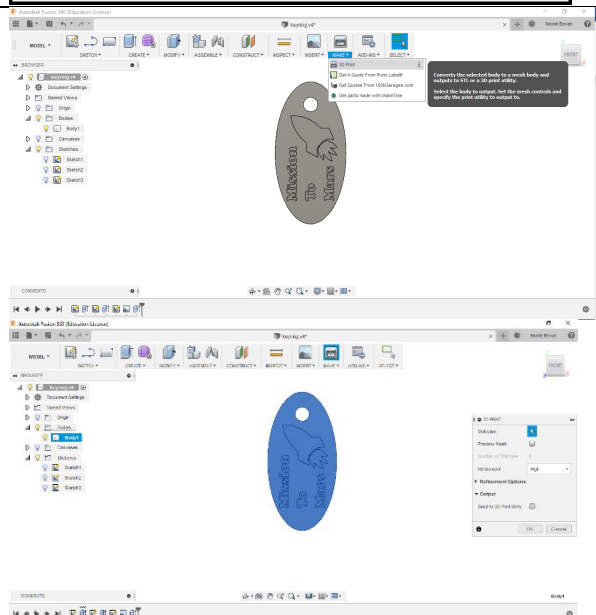 Autodesk Fusion 360 (Education License)
keyring v4*
Nicole Bevan
MODEL
SKETCH
CREATE
MODIFY
ASSEMBLE
CONSTRUCT
INSPECT
INSERT
MAKE
ADD-INS
SELECT
FRONT
BROWSER
keyring v4
Document Settings
Named Views
Origin
Bodies
Body1
Canvases
Sketches
Sketch1
Sketch2
Sketch3
3D Print
Get A Quote From Proto Labs®
Get Quotes From 100kGarages.com
Get parts made with MakeTime
Converts the selected body to a mesh body and
outputs to STL or a 3D print utility.
Select the body to output. Set the mesh controls and
specify the print utility to output to.
Mission
To
Mars
COMMENTS
Autodesk Fusion 360 (Education License)
keyring v4*
Nicole Bevan
MODEL
SKETCH
CREATE
MODIFY
ASSEMBLE
CONSTRUCT
INSPECT
INSERT
MAKE
ADD-INS
SELECT
FRONT
BROWSER
keyring v4
Document Settings
Named Views
Origin
Bodies
Body1
Canvases
Sketches
Sketch1
Sketch2
Sketch3
Mission
To
Mars
3D PRINT
Selection
Preview Mesh
Number of Triangles
Refinement High
Refinement Options
Output
Send to 3D Print Utility
OK Cancel
COMMENTS
Body1